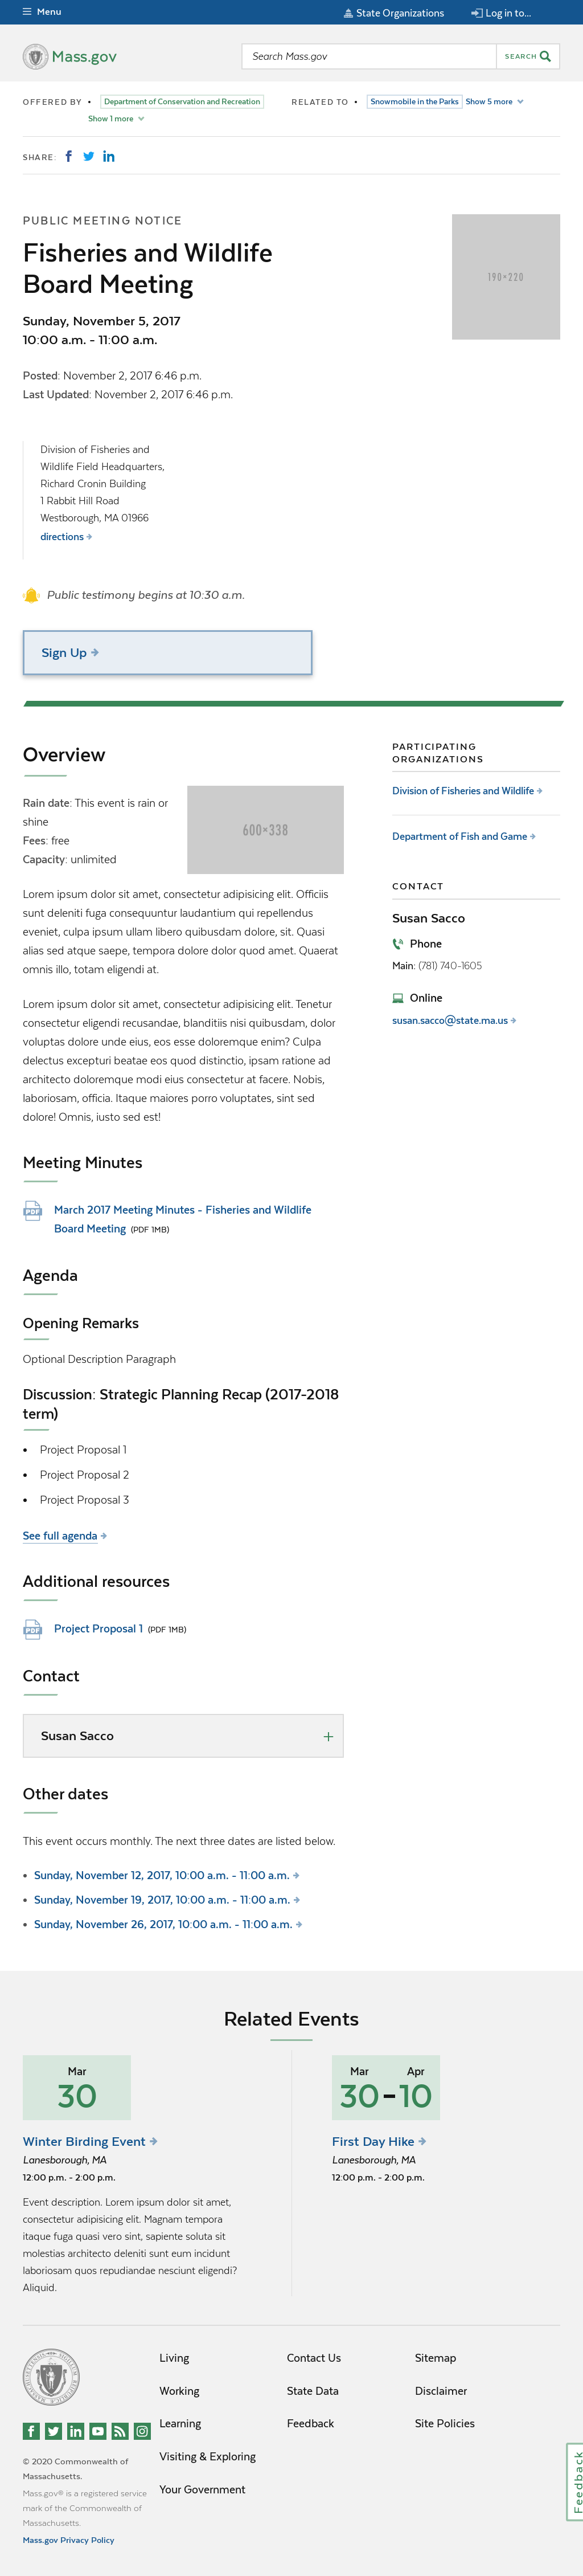 Menu
State Organizations
Log in to...
Mass.gov
Search Mass.gov
SEARCH
OFFERED BY • Department of Conservation and Recreation
Show 1 more
RELATED TO • Snowmobile in the Parks Show 5 more
SHARE:
PUBLIC MEETING NOTICE
Fisheries and Wildlife
Board Meeting
190×220
Sunday, November 5, 2017
10:00 a.m. - 11:00 a.m.
Posted: November 2, 2017 6:46 p.m.
Last Updated: November 2, 2017 6:46 p.m.
Division of Fisheries and
Wildlife Field Headquarters,
Richard Cronin Building
1 Rabbit Hill Road
Westborough, MA 01966
directions
Public testimony begins at 10:30 a.m.
Sign Up
Overview
Rain date: This event is rain or
shine
Fees: free
Capacity: unlimited
600×338
Lorem ipsum dolor sit amet, consectetur adipisicing elit. Officiis
sunt deleniti fuga consequuntur laudantium qui repellendus
eveniet, culpa ipsum ullam libero quibusdam dolore, sit. Quasi
alias sed atque saepe, tempora dolore dolor quod amet. Quaerat
omnis illo, totam eligendi at.
Lorem ipsum dolor sit amet, consectetur adipisicing elit. Tenetur
consectetur eligendi recusandae, blanditiis nisi quibusdam, dolor
voluptas dolore unde eius, eos esse doloremque enim? Culpa
delectus excepturi beatae eos quod distinctio, ipsam ratione ad
architecto doloremque modi eius consectetur at facere. Nobis,
laboriosam, officia. Itaque maiores porro voluptates, sint sed
dolore! Omnis, iusto sed est!
Meeting Minutes
PDF
March 2017 Meeting Minutes - Fisheries and Wildlife
Board Meeting (PDF 1MB)
Agenda
Opening Remarks
Optional Description Paragraph
Discussion: Strategic Planning Recap (2017-2018
term)
• Project Proposal 1
• Project Proposal 2
• Project Proposal 3
See full agenda
Additional resources
PDF
Project Proposal 1 (PDF 1MB)
Contact
Susan Sacco
Other dates
This event occurs monthly. The next three dates are listed below.
• Sunday, November 12, 2017, 10:00 a.m. - 11:00 a.m.
• Sunday, November 19, 2017, 10:00 a.m. - 11:00 a.m.
• Sunday, November 26, 2017, 10:00 a.m. - 11:00 a.m.
PARTICIPATING
ORGANIZATIONS
Division of Fisheries and Wildlife
Department of Fish and Game
CONTACT
Susan Sacco
Phone
Main: (781) 740-1605
Online
susan.sacco@state.ma.us
Related Events
Mar
30
Winter Birding Event
Lanesborough, MA
12:00 p.m. - 2:00 p.m.
Event description. Lorem ipsum dolor sit amet,
consectetur adipisicing elit. Magnam tempora
itaque fuga quasi vero sint, sapiente soluta sit
molestias architecto deleniti sunt eum incidunt
laboriosam quos repudiandae nesciunt eligendi?
Aliquid.
Mar Apr
30-10
First Day Hike
Lanesborough, MA
12:00 p.m. - 2:00 p.m.
Living
Working
Learning
Visiting & Exploring
Your Government
Contact Us
State Data
Feedback
Sitemap
Disclaimer
Site Policies
© 2020 Commonwealth of
Massachusetts.
Mass.gov® is a registered service
mark of the Commonwealth of
Massachusetts.
Mass.gov Privacy Policy
Feedback